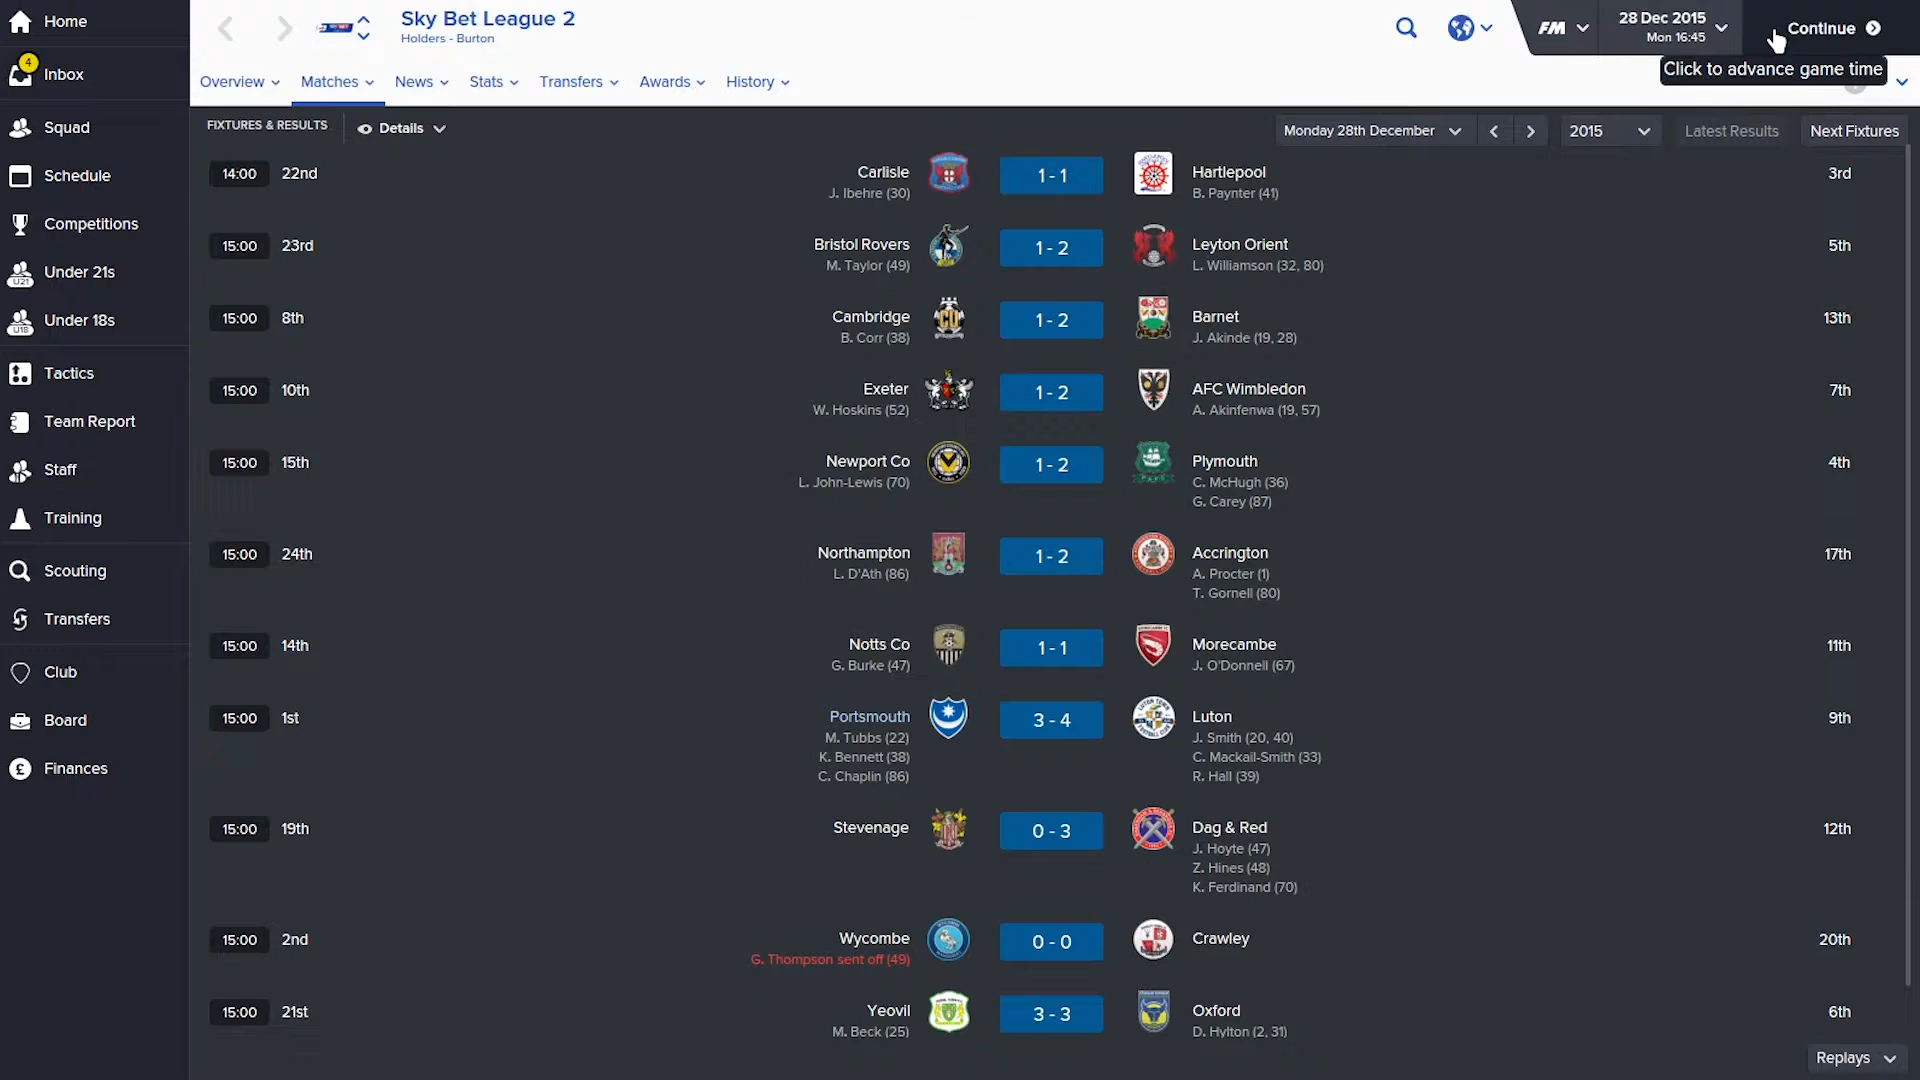 Home
4
Inbox
Squad
Schedule
Competitions
U21
Under 21s
U18
Under 18s
Tactics
Team Report
Staff
Training
Scouting
Transfers
Club
Board
£ Finances
Sky Bet League 2
Holders - Burton
FM
28 Dec 2015
Mon 16:45
Continue
Click to advance game time
Overview Matches News Stats Transfers Awards History
FIXTURES & RESULTS Details Monday 28th December 2015 Latest Results Next Fixtures
14:00 22nd Carlisle 1 - 1 Hartlepool 3rd
J. Ibehre (30) B. Paynter (41)
15:00 23rd Bristol Rovers 1 - 2 Leyton Orient 5th
M. Taylor (49) L. Williamson (32, 80)
15:00 8th Cambridge 1 - 2 Barnet 13th
B. Corr (38) J. Akinde (19, 28)
15:00 10th Exeter 1 - 2 AFC Wimbledon 7th
W. Hoskins (52) A. Akinfenwa (19, 57)
15:00 15th Newport Co 1 - 2 Plymouth 4th
L. John-Lewis (70) C. McHugh (36)
G. Carey (87)
15:00 24th Northampton 1 - 2 Accrington 17th
L. D'Ath (86) A. Procter (1)
T. Gornell (80)
15:00 14th Notts Co 1 - 1 Morecambe 11th
G. Burke (47) J. O'Donnell (67)
15:00 1st Portsmouth 3 - 4 Luton 9th
M. Tubbs (22) J. Smith (20, 40)
K. Bennett (38) C. Mackail-Smith (33)
C. Chaplin (86) R. Hall (39)
15:00 19th Stevenage 0 - 3 Dag & Red 12th
J. Hoyte (47)
Z. Hines (48)
K. Ferdinand (70)
15:00 2nd Wycombe 0 - 0 Crawley 20th
G. Thompson sent off (49)
15:00 21st Yeovil 3 - 3 Oxford 6th
M. Beck (25) D. Hylton (2, 31)
Replays